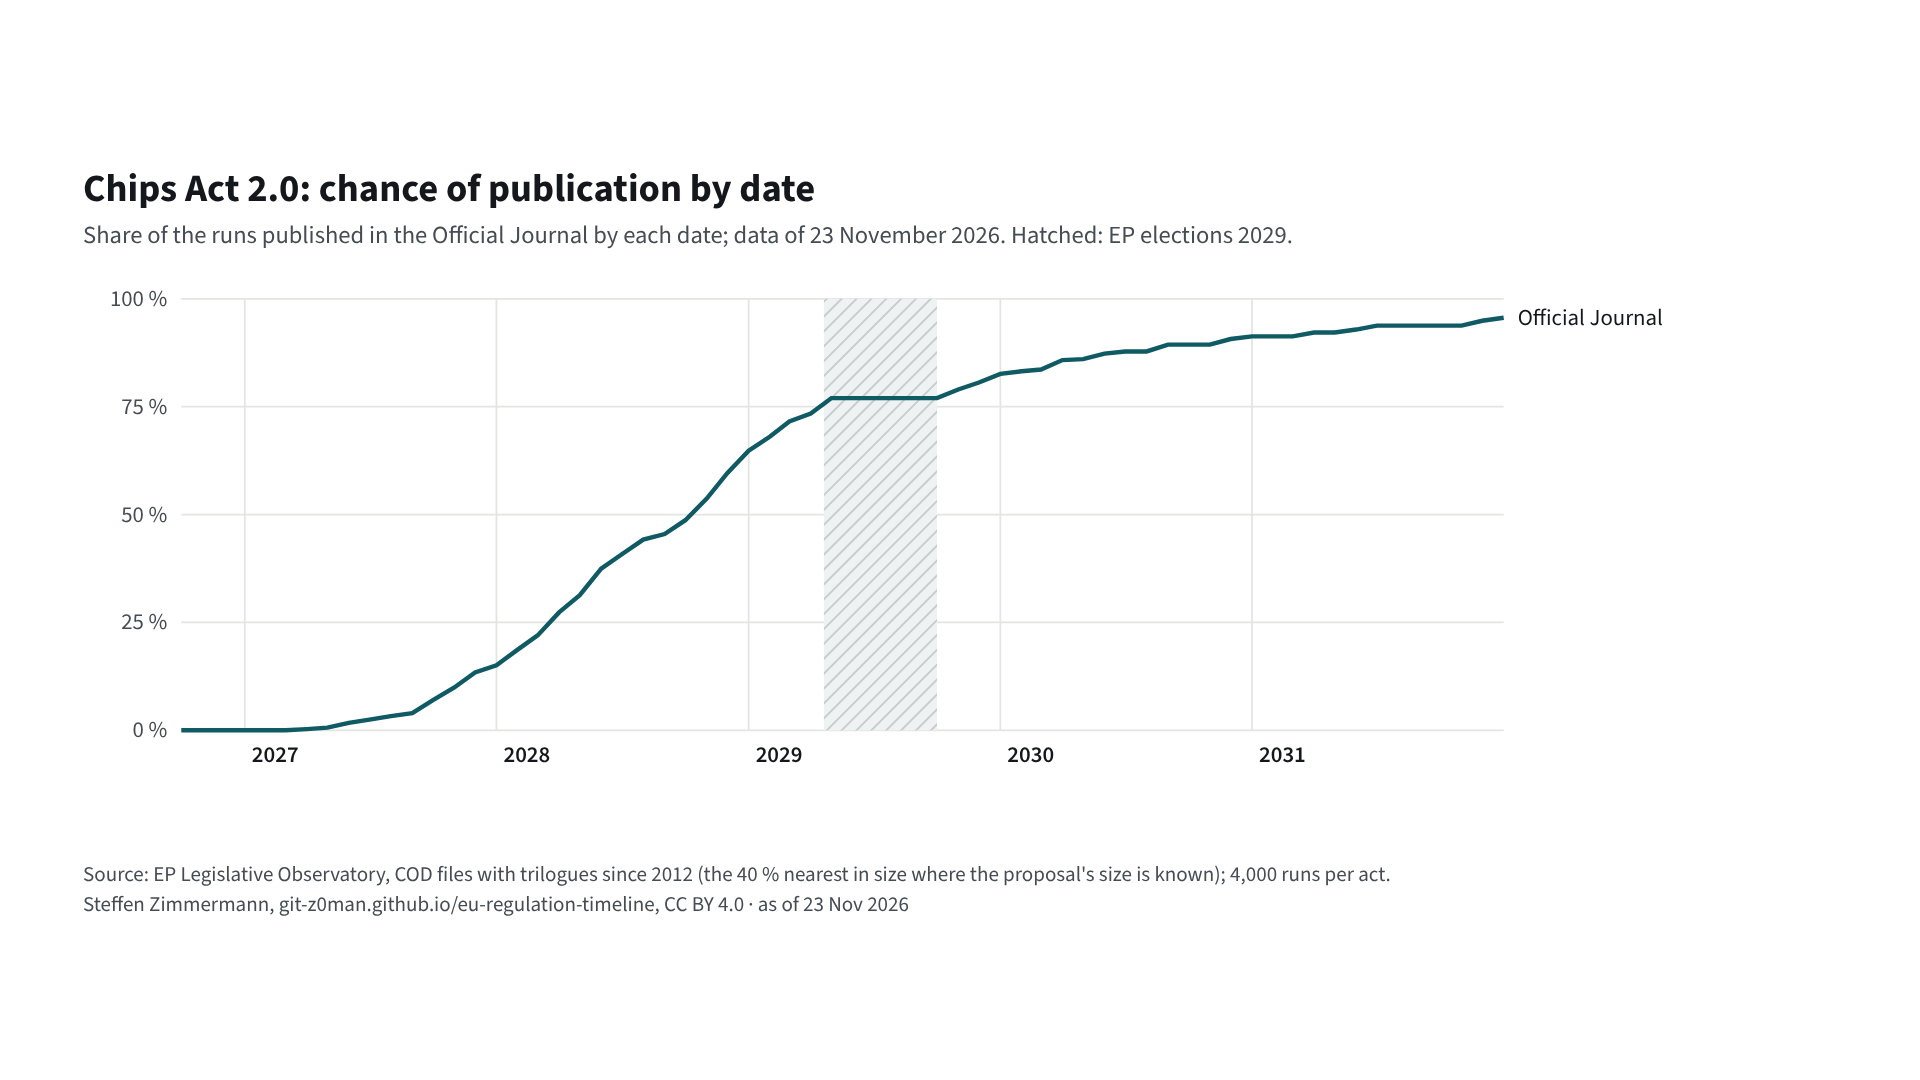 Chips Act 2.0: chance of publication by date
Share of the runs published in the Official Journal by each date; data of 23 November 2026. Hatched: EP elections 2029.
100 %
Official Journal
75 %
50 %
25 %
0 %
2027 2028 2029 2030 2031
Source: EP Legislative Observatory, COD files with trilogues since 2012 (the 40 % nearest in size where the proposal's size is known); 4,000 runs per act.
Steffen Zimmermann, git-z0man.github.io/eu-regulation-timeline, CC BY 4.0 · as of 23 Nov 2026